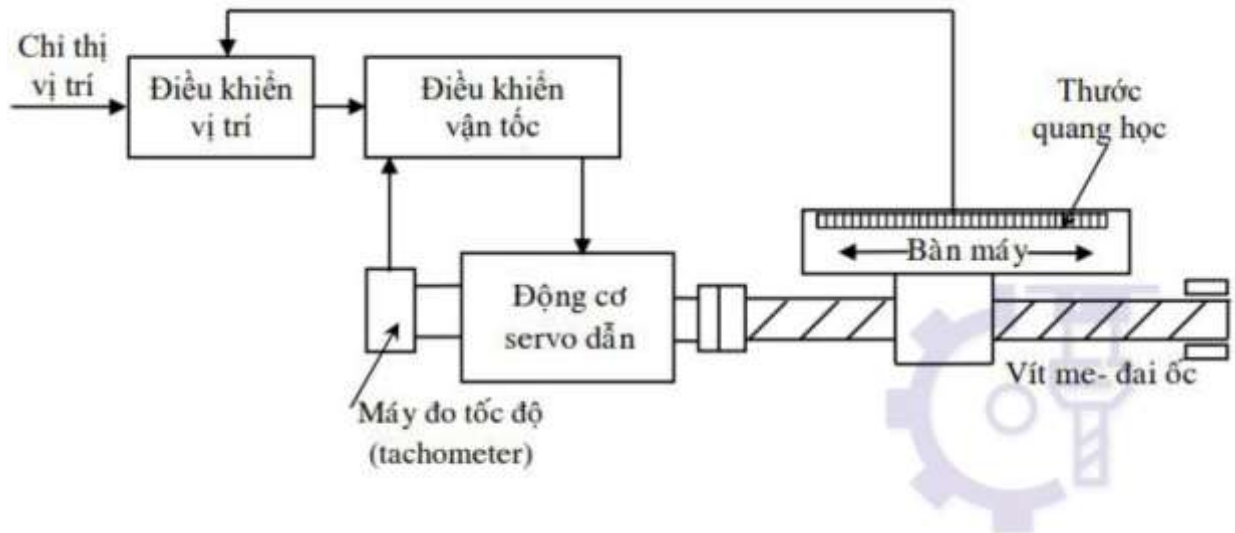 Chỉ thị
vị trí
Điều khiển
vị trí
Điều khiển
vận tốc
Thước
quang học
Bàn máy
Động cơ
servo dẫn
Vít me- đai ốc
Máy đo tốc độ
(tachometer)